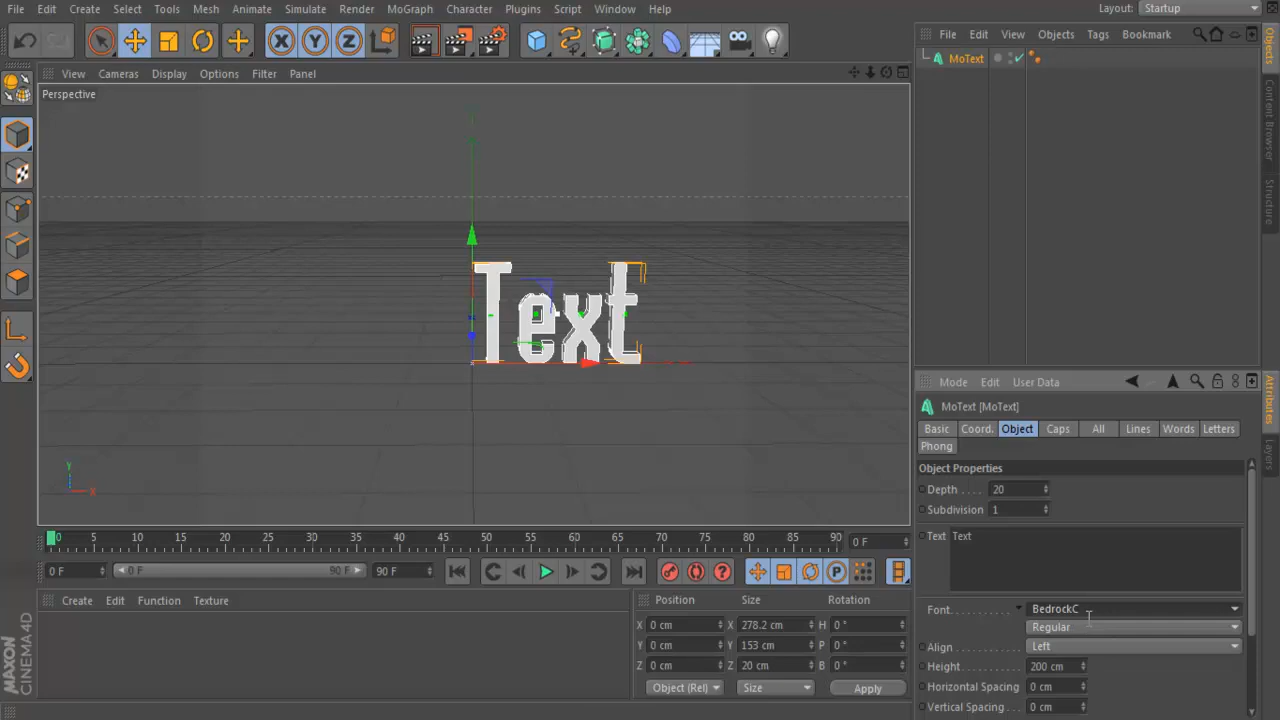 File Edit Create Select Tools Mesh Animate Simulate Render MoGraph Character Plugins Script Window Help Layout: Startup
X Y Z
File Edit View Objects Tags Bookmark
MoText
View Cameras Display Options Filter Panel
Perspective
Text
Y
X
Objects
Content Browser
Structure
Mode Edit User Data
MoText [MoText]
Basic Coord. Object Caps All Lines Words Letters
Phong
Object Properties
Depth . . . . 20
Subdivision 1
Text Text
Font. . . . . . . . . . . BedrockC
Regular
Align . . . . . . . . . . Left
Height. . . . . . . . . 200 cm
Horizontal Spacing 0 cm
Vertical Spacing . . 0 cm
Attributes
Layers
0 5 10 15 20 25 30 35 40 45 50 55 60 65 70 75 80 85 90 0 F
0 F 0 F 90 F 90 F P
Create Edit Function Texture
Position Size Rotation
X 0 cm X 278.2 cm H 0 °
Y 0 cm Y 153 cm P 0 °
Z 0 cm Z 20 cm B 0 °
Object (Rel) Size Apply
MAXON
CINEMA 4D